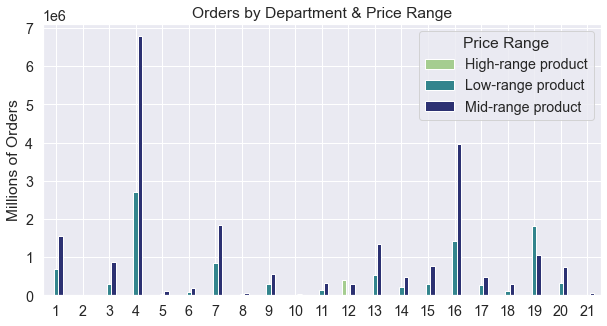 Orders by Department & Price Range
1e6
Price Range
High-range product
Low-range product
Mid-range product
Millions of Orders
7
6
5
4
3
2
1
0
1 2 3 4 5 6 7 8 9 10 11 12 13 14 15 16 17 18 19 20 21